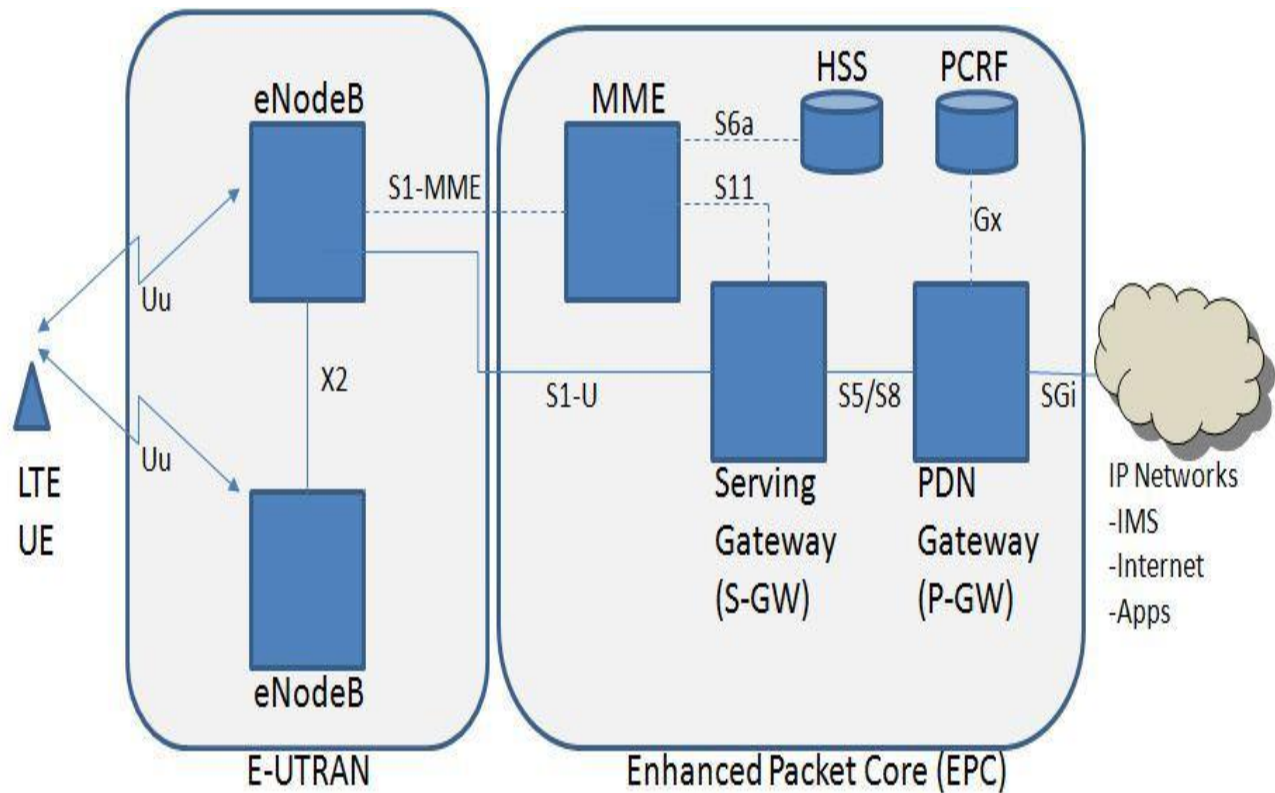 eNodeB
MME
HSS
PCRF
S6a
S1-MME
S11
Gx
Uu
X2
S1-U
S5/S8
SGi
Uu
LTE
UE
Serving
Gateway
(S-GW)
PDN
Gateway
(P-GW)
IP Networks
-IMS
-Internet
-Apps
eNodeB
E-UTRAN
Enhanced Packet Core (EPC)